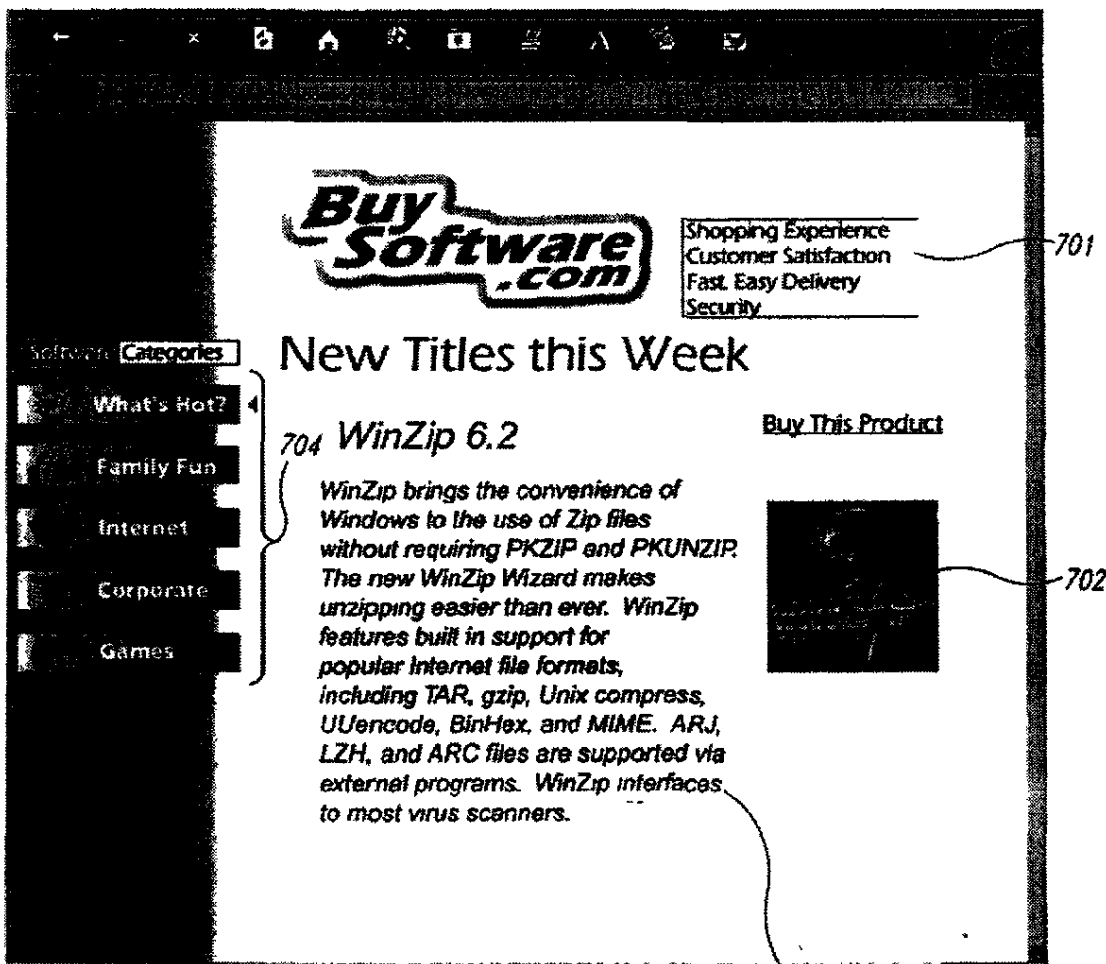 Buy
Software
.com
Shopping Experience
Customer Satisfaction
Fast. Easy Delivery
Security
701
Software Categories
New Titles this Week
What's Hot?
Family Fun
Internet
Corporate
Games
704
WinZip 6.2
Buy This Product
WinZip brings the convenience of
Windows to the use of Zip files
without requiring PKZIP and PKUNZIP.
The new WinZip Wizard makes
unzipping easier than ever. WinZip
features built in support for
popular Internet file formats,
including TAR, gzip, Unix compress,
UUencode, BinHex, and MIME. ARJ,
LZH, and ARC files are supported via
external programs. WinZip interfaces
to most virus scanners.
702